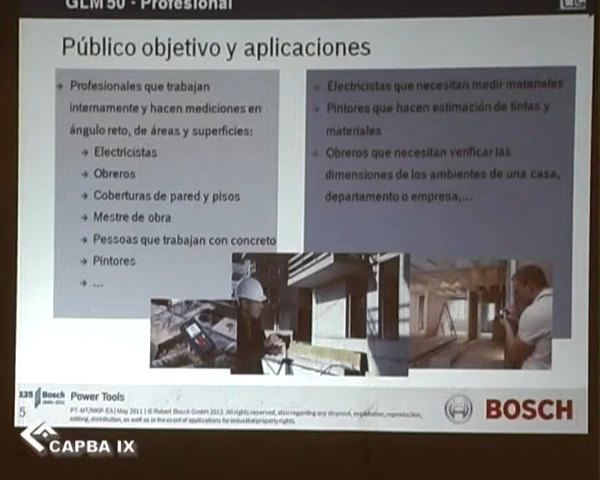 GLM 50 - Profesional
Público objetivo y aplicaciones
Profesionales que trabajan
internamente y hacen mediciones en
ángulo reto, de áreas y superficies:
Electricistas
Obreros
Coberturas de pared y pisos
Mestre de obra
Pessoas que trabajan con concreto
Pintores
...
Electricistas que necesitan medir materiales
Pintores que hacen estimación de tintas y
materiales
Obreros que necesitan verificar las
dimensiones de los ambientes de una casa,
departamento o empresa,...
125 Bosch
Power Tools
5
PT-MT/MKP-EA | May 2011 | © Robert Bosch GmbH 2012. All rights reserved, also regarding any disposal, exploitation, reproduction,
editing, distribution, as well as in the event of applications for industrial property rights.
BOSCH
CAPBA IX